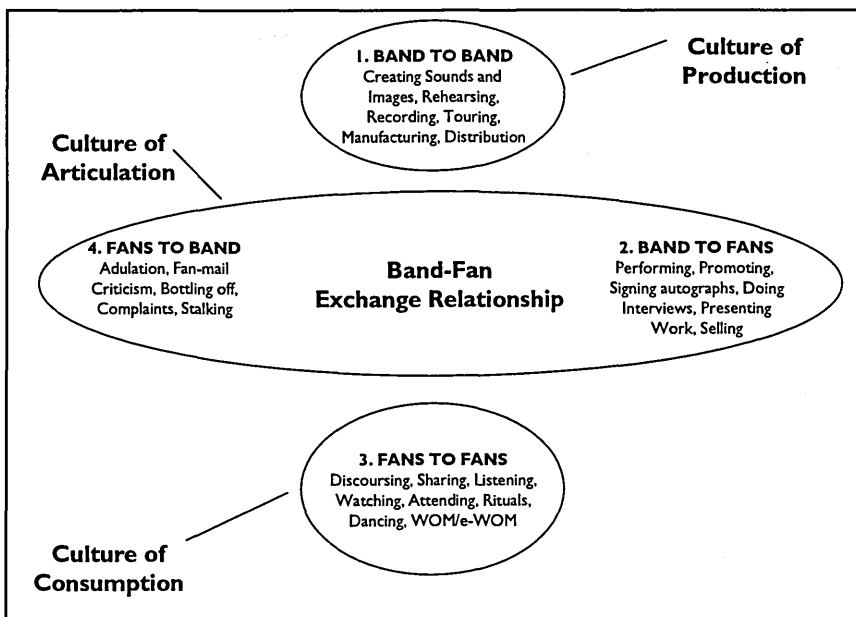 1. BAND TO BAND
Creating Sounds and
Images, Rehearsing,
Recording, Touring,
Manufacturing, Distribution
Culture of
Production
Culture of
Articulation
4. FANS TO BAND
Adulation, Fan-mail
Criticism, Bottling off,
Complaints, Stalking
Band-Fan
Exchange Relationship
2. BAND TO FANS
Performing, Promoting,
Signing autographs, Doing
Interviews, Presenting
Work, Selling
3. FANS TO FANS
Discoursing, Sharing, Listening,
Watching, Attending, Rituals,
Dancing, WOM/e-WOM
Culture of
Consumption